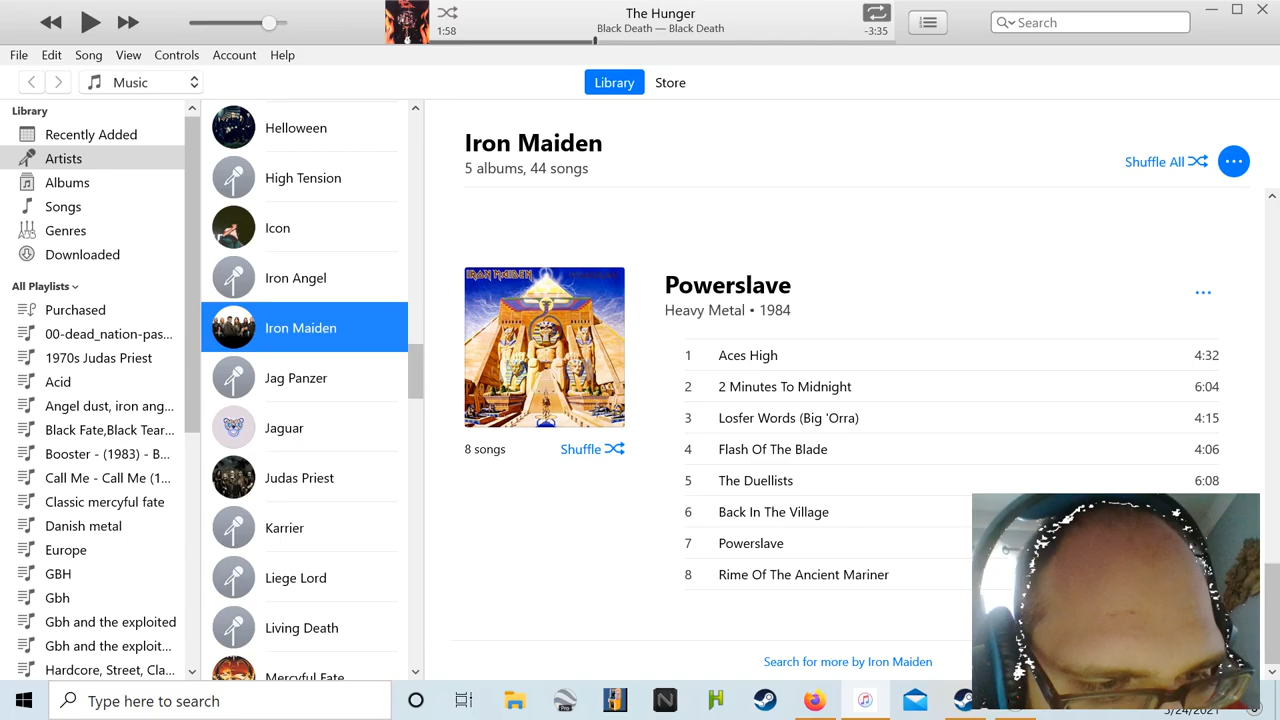 The Hunger
Black Death — Black Death
1:58
-3:35
Search
File Edit Song View Controls Account Help
Music
Library Store
Library
Recently Added
Artists
Albums
Songs
Genres
Downloaded
All Playlists
Purchased
00-dead_nation-pas...
1970s Judas Priest
Acid
Angel dust, iron ang...
Black Fate,Black Tear...
Booster - (1983) - B...
Call Me - Call Me (1...
Classic mercyful fate
Danish metal
Europe
GBH
Gbh
Gbh and the exploited
Gbh and the exploit...
Hardcore, Street, Cla...
Helloween
High Tension
Icon
Iron Angel
Iron Maiden
Jag Panzer
Jaguar
Judas Priest
Karrier
Liege Lord
Living Death
Mercyful Fate
Iron Maiden
5 albums, 44 songs
Shuffle All
IRON MAIDEN
8 songs Shuffle
Powerslave
Heavy Metal • 1984
1 Aces High 4:32
2 2 Minutes To Midnight 6:04
3 Losfer Words (Big 'Orra) 4:15
4 Flash Of The Blade 4:06
5 The Duellists 6:08
6 Back In The Village
7 Powerslave
8 Rime Of The Ancient Mariner
Search for more by Iron Maiden
Type here to search
Pro
N
H
3/24/2021